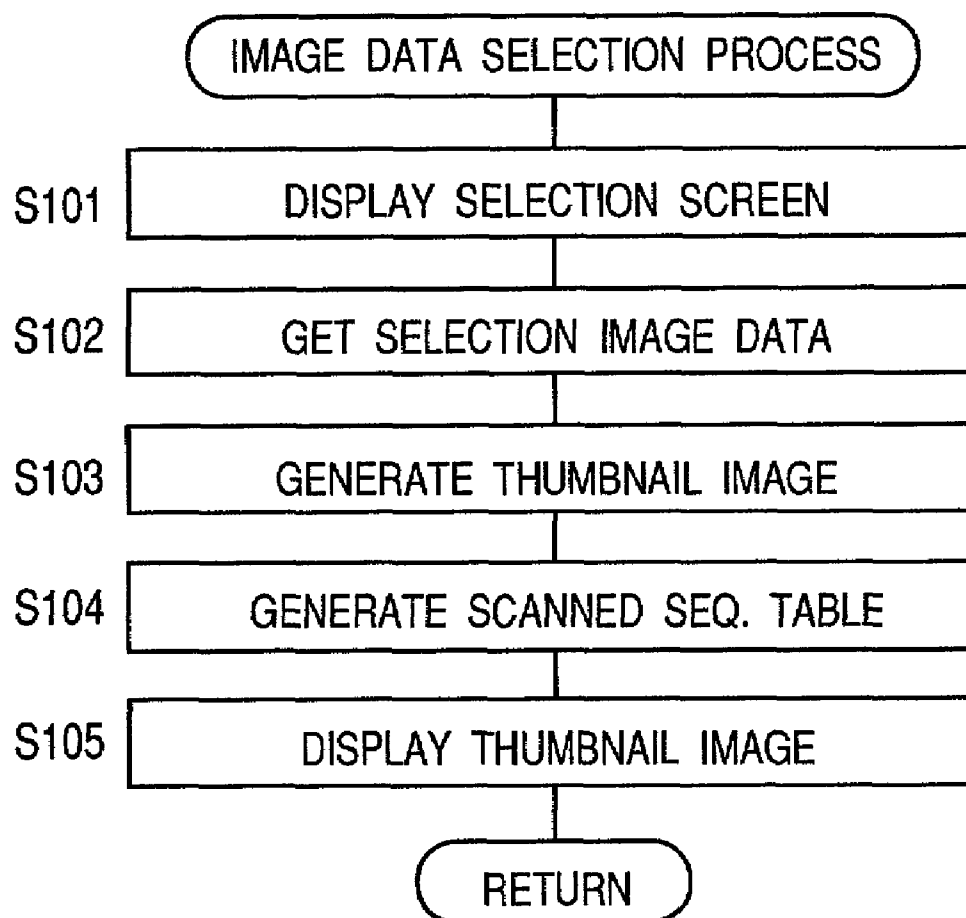 IMAGE DATA SELECTION PROCESS
S101 DISPLAY SELECTION SCREEN
S102 GET SELECTION IMAGE DATA
S103 GENERATE THUMBNAIL IMAGE
S104 GENERATE SCANNED SEQ. TABLE
S105 DISPLAY THUMBNAIL IMAGE
RETURN